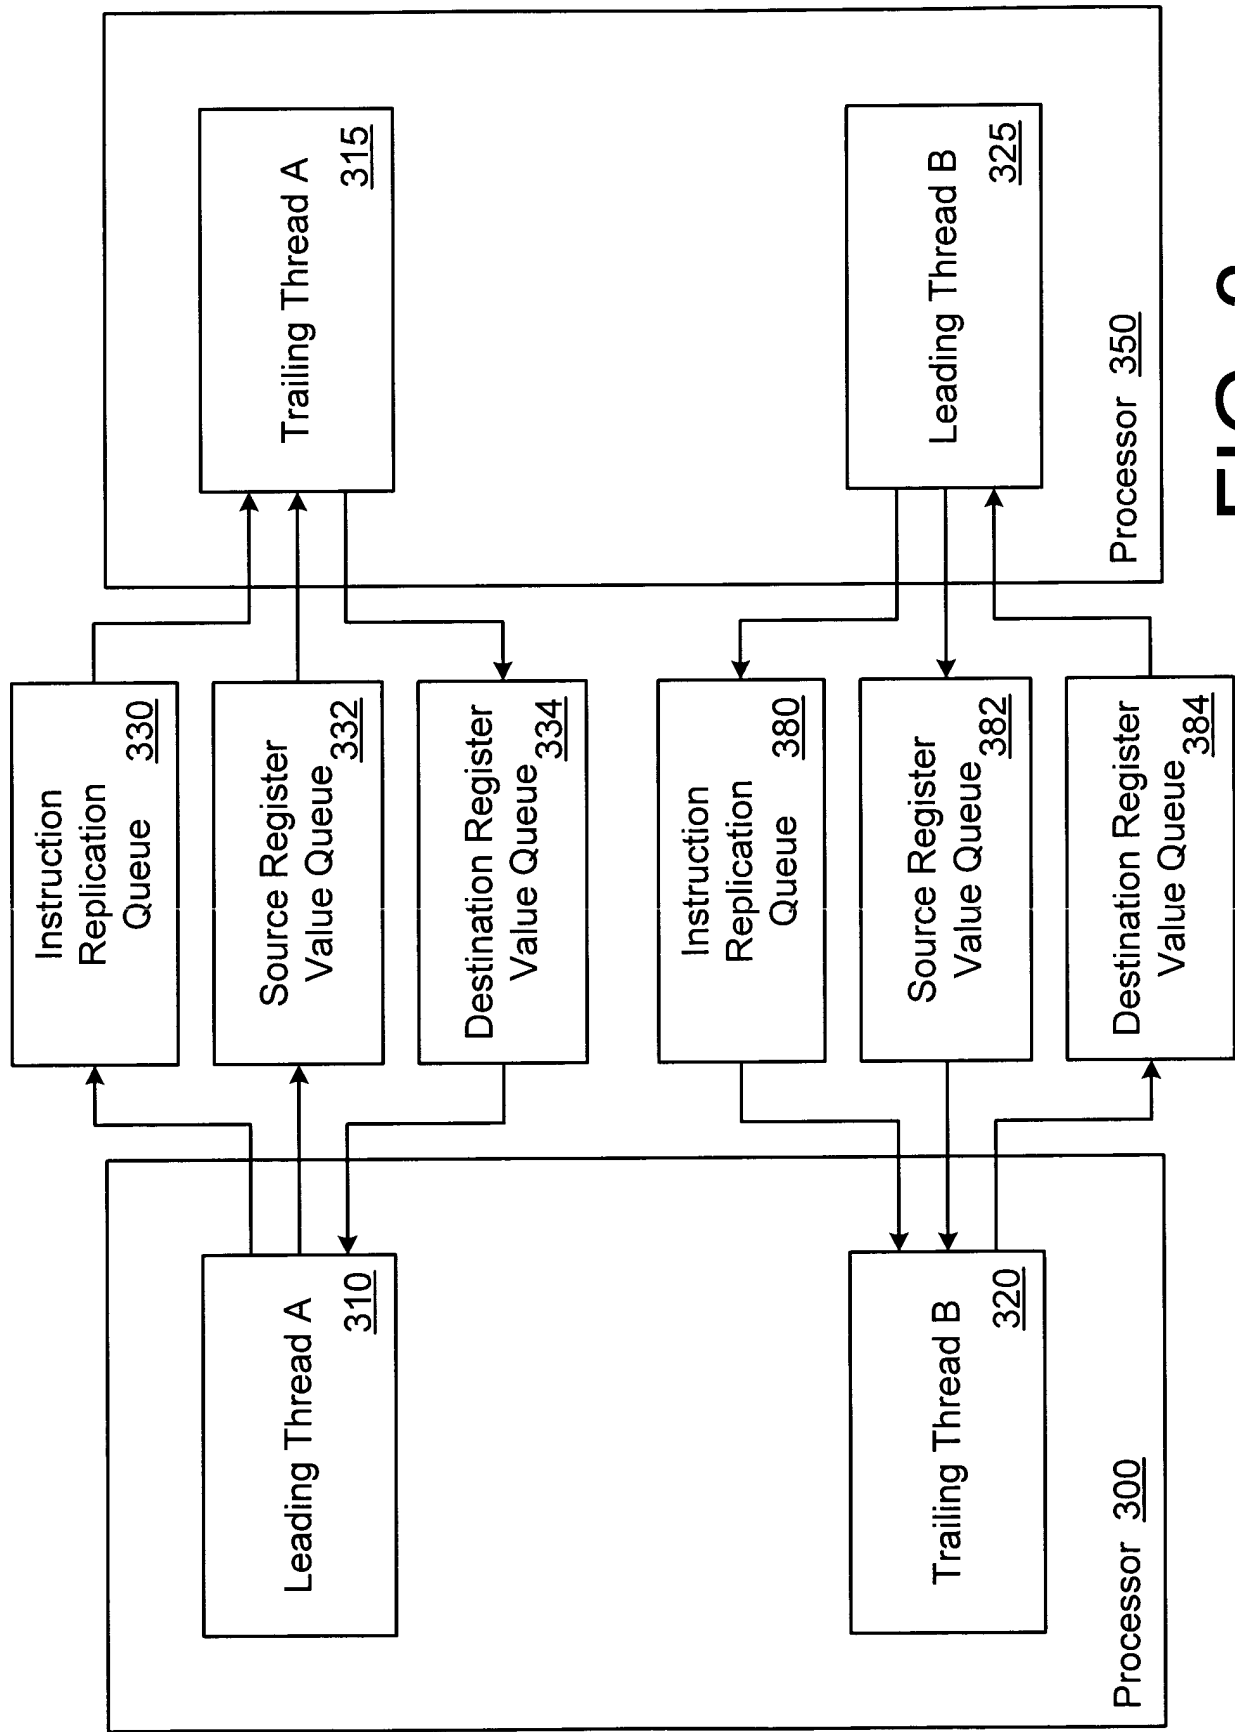 Leading Thread A
310
Trailing Thread B
320
Processor 300
Instruction
Replication
Queue
330
Source Register
Value Queue
332
Destination Register
Value Queue
334
Instruction
Replication
Queue
380
Source Register
Value Queue
382
Destination Register
Value Queue
384
Trailing Thread A
315
Leading Thread B
325
Processor 350